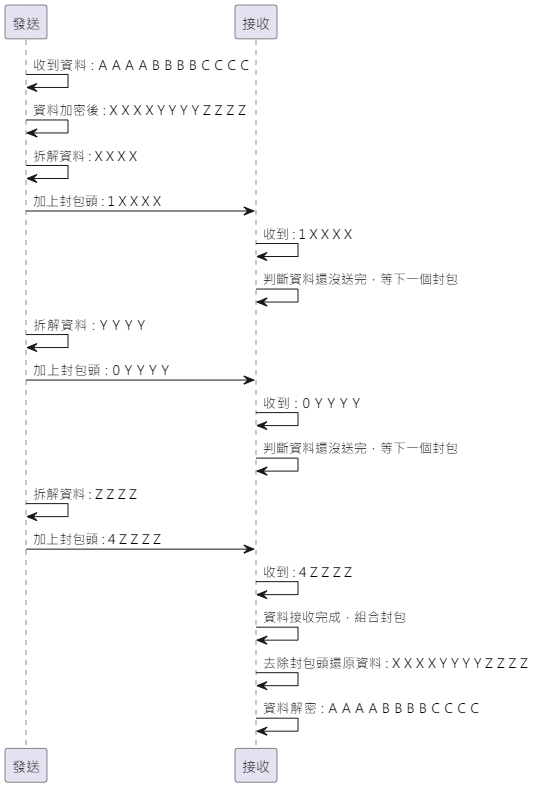 發送
接收
收到資料 : A A A A B B B B C C C C
資料加密後 : X X X X Y Y Y Y Z Z Z Z
拆解資料 : X X X X
加上封包頭 : 1 X X X X
收到 : 1 X X X X
判斷資料還沒送完，等下一個封包
拆解資料 : Y Y Y Y
加上封包頭 : 0 Y Y Y Y
收到 : 0 Y Y Y Y
判斷資料還沒送完，等下一個封包
拆解資料 : Z Z Z Z
加上封包頭 : 4 Z Z Z Z
收到 : 4 Z Z Z Z
資料接收完成，組合封包
去除封包頭還原資料 : X X X X Y Y Y Y Z Z Z Z
資料解密 : A A A A B B B B C C C C
發送
接收